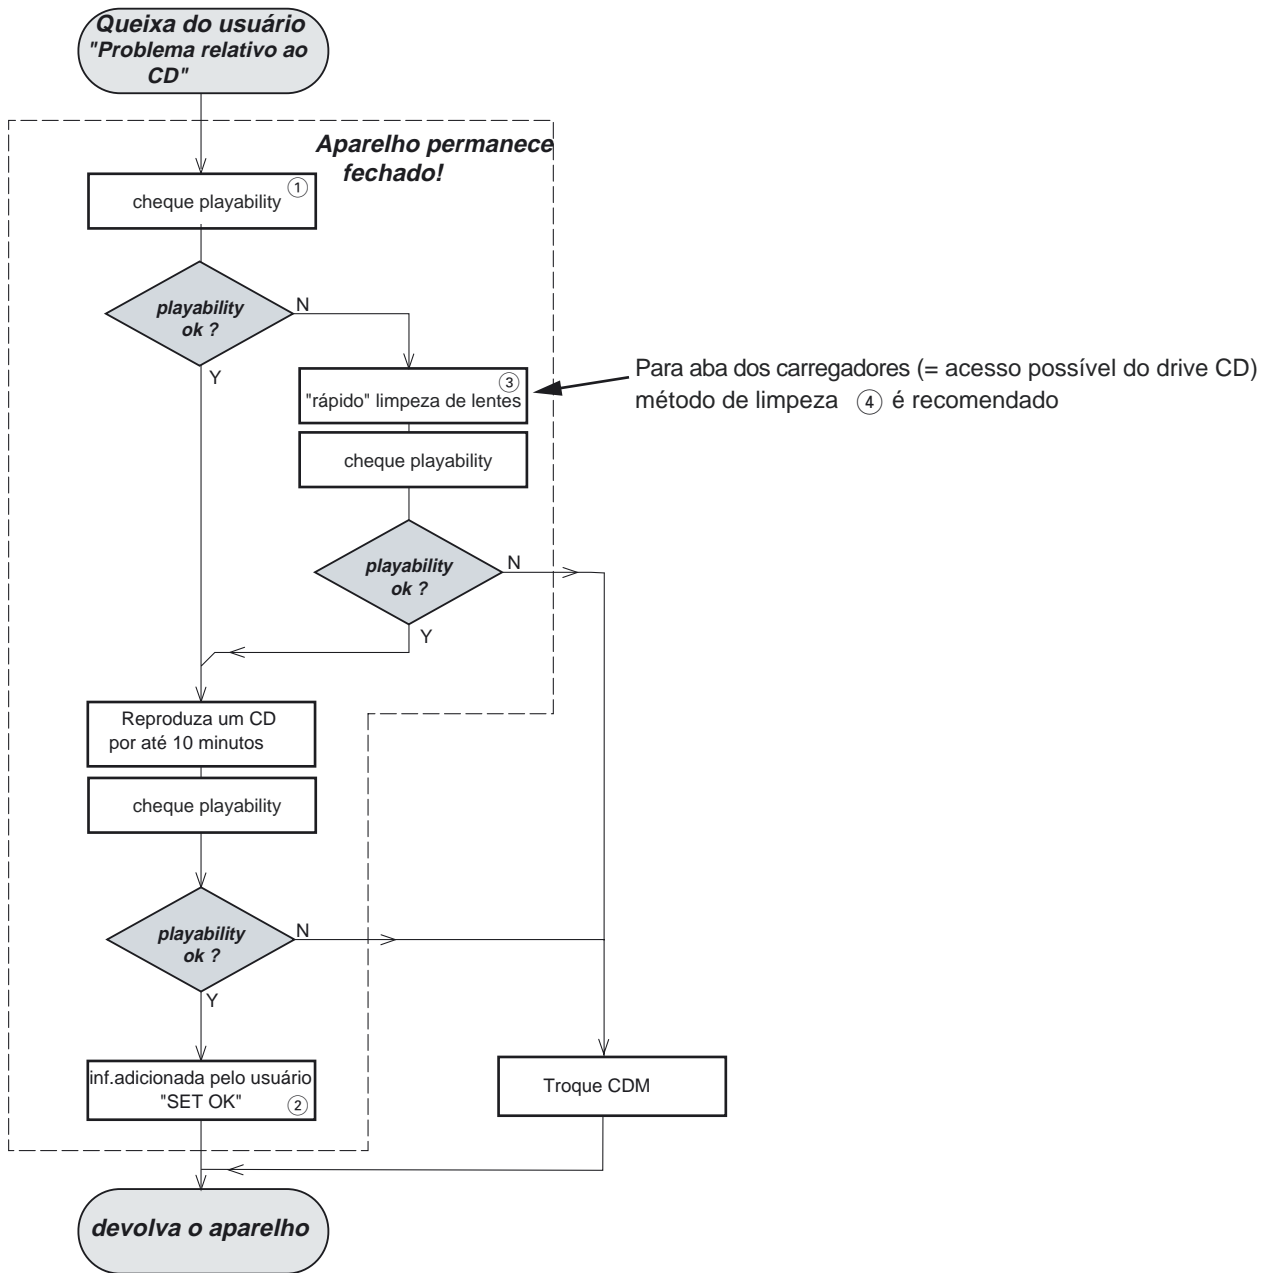 Queixa do usuário
"Problema relativo ao
CD"
Aparelho permanece
fechado!
1
cheque playability
playability
ok ?
N
Y
3
"rápido" limpeza de lentes
Para aba dos carregadores (= acesso possível do drive CD)
método de limpeza 4 é recomendado
cheque playability
playability
ok ?
N
Y
Reproduza um CD
por até 10 minutos
cheque playability
playability
ok ?
N
Y
inf.adicionada pelo usuário
"SET OK" 2
Troque CDM
devolva o aparelho